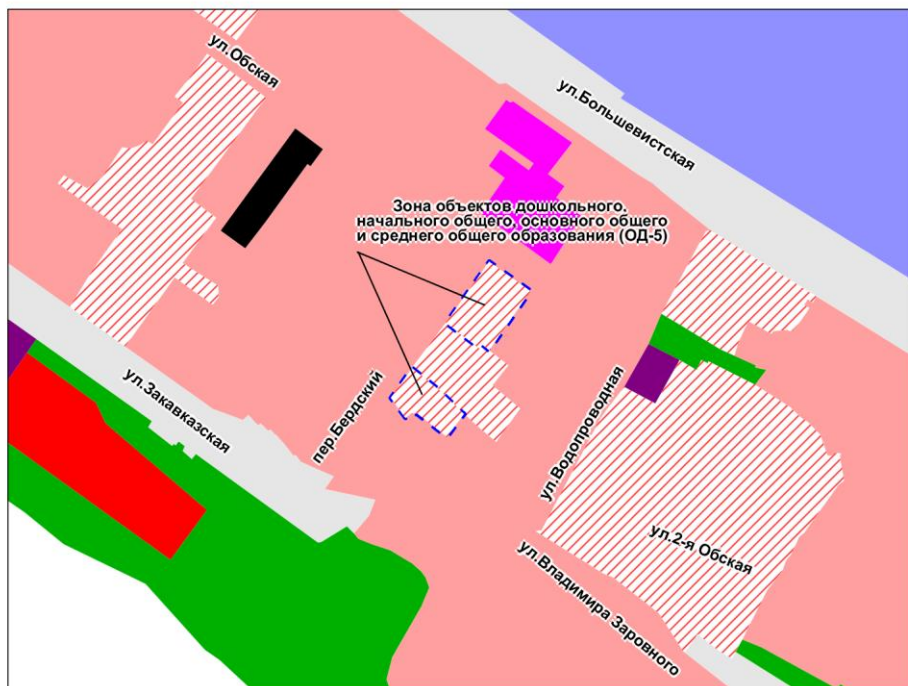 ул.Обская
ул.Большевистская
Зона объектов дошкольного,
начального общего, основного общего
и среднего общего образования (ОД-5)
ул.Закавказская
пер.Бердский
ул.Водопроводная
ул.2-я Обская
ул.Владимира Заровного